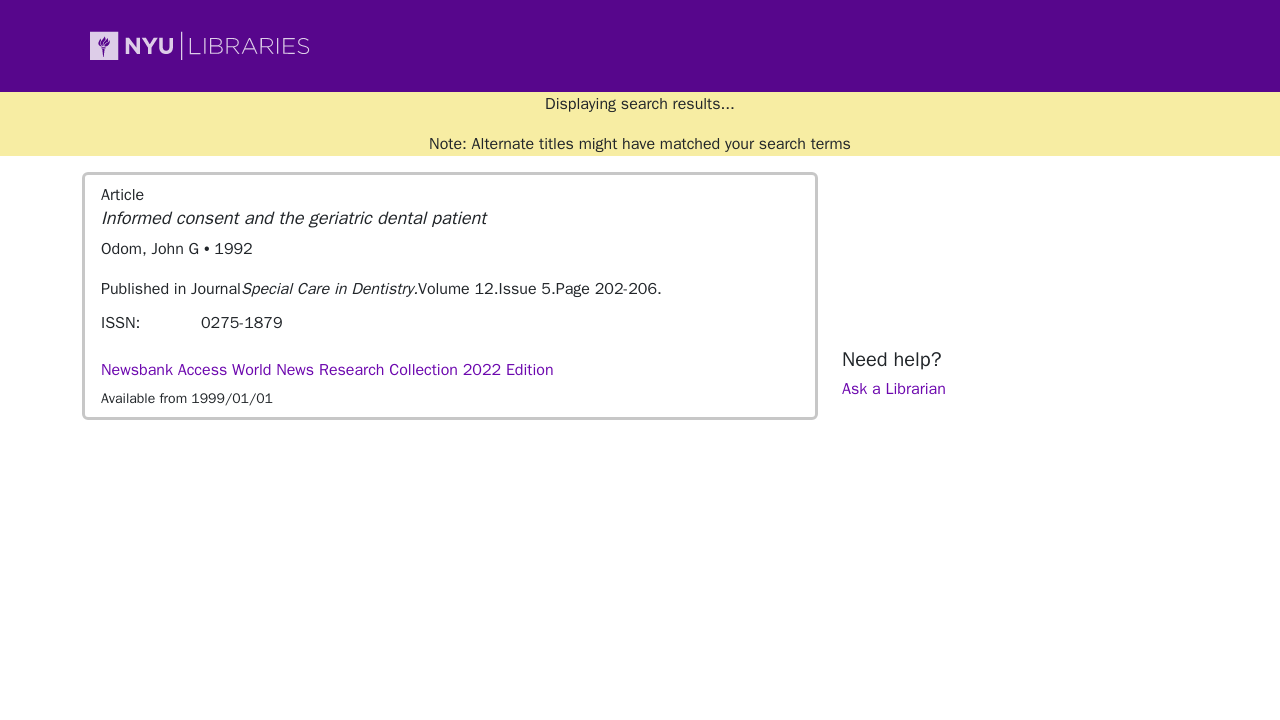 NYU LIBRARIES
Displaying search results...
Note: Alternate titles might have matched your search terms
Article
Informed consent and the geriatric dental patient
Odom, John G • 1992
Published in JournalSpecial Care in Dentistry.Volume 12.Issue 5.Page 202-206.
ISSN: 0275-1879
Newsbank Access World News Research Collection 2022 Edition
Available from 1999/01/01
Need help?
Ask a Librarian